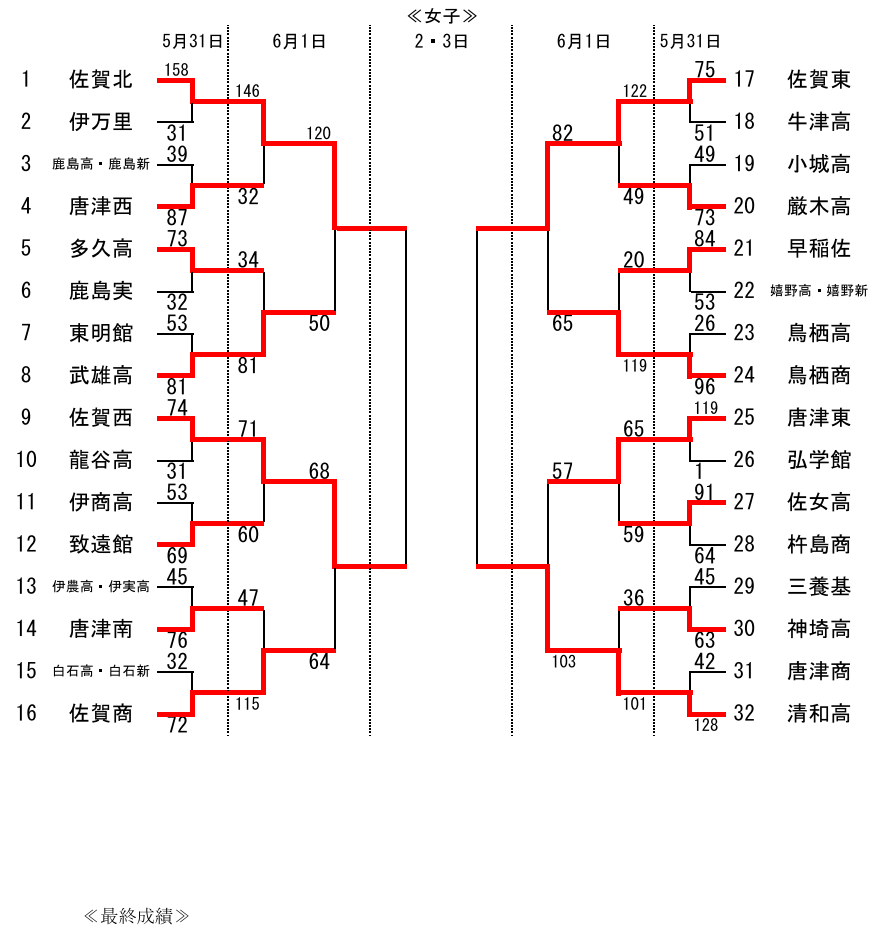 ≪女子≫
5月31日 6月1日 2・3日 6月1日 5月31日
158 75
1 佐賀北 17 佐賀東
146 122
2 伊万里 18 牛津高
31 120 82 51
39 49
3 鹿島高・鹿島新 19 小城高
32 49
4 唐津西 20 厳木高
87 73
73 84
5 多久高 21 早稲佐
34 20
6 鹿島実 22 嬉野高・嬉野新
32 53
53 50 65 26
7 東明館 23 鳥栖高
81 119
8 武雄高 24 鳥栖商
81 96
74 119
9 佐賀西 25 唐津東
71 65
10 龍谷高 26 弘学館
31 68 57 1
53 91
11 伊商高 27 佐女高
60 59
12 致遠館 28 杵島商
69 64
45 45
13 伊農高・伊実高 29 三養基
47 36
14 唐津南 30 神埼高
76 63
32 64 103 42
15 白石高・白石新 31 唐津商
115 101
16 佐賀商 32 清和高
72 128
≪最終成績≫